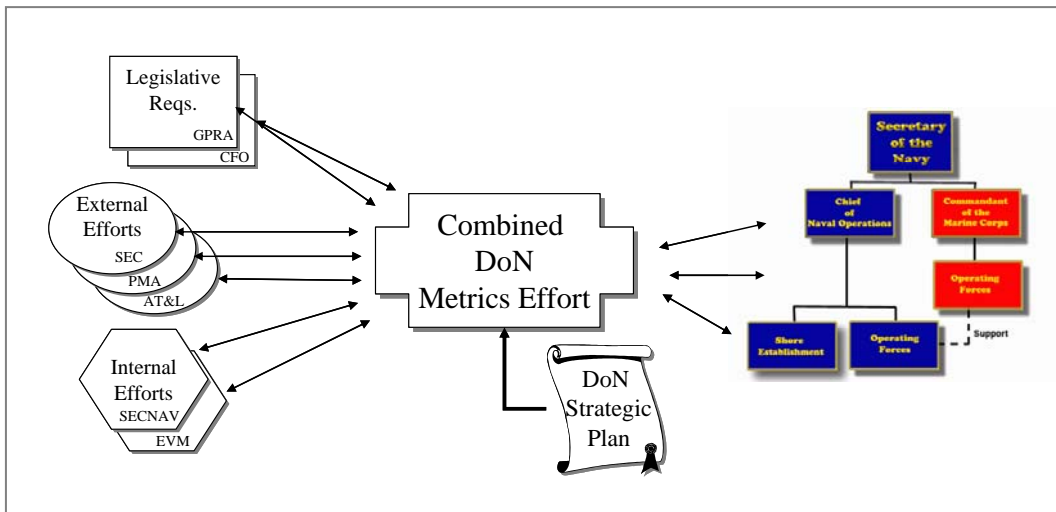 Legislative
Reqs.
GPRA
CFO
External
Efforts
SEC
PMA
AT&L
Internal
Efforts
SECNAV
EVM
Combined
DoN
Metrics Effort
DoN
Strategic
Plan
Secretary
of the
Navy
Chief
of
Naval Operations
Commandant
of the
Marine Corps
Operating
Forces
Shore
Establishment
Operating
Forces
Support